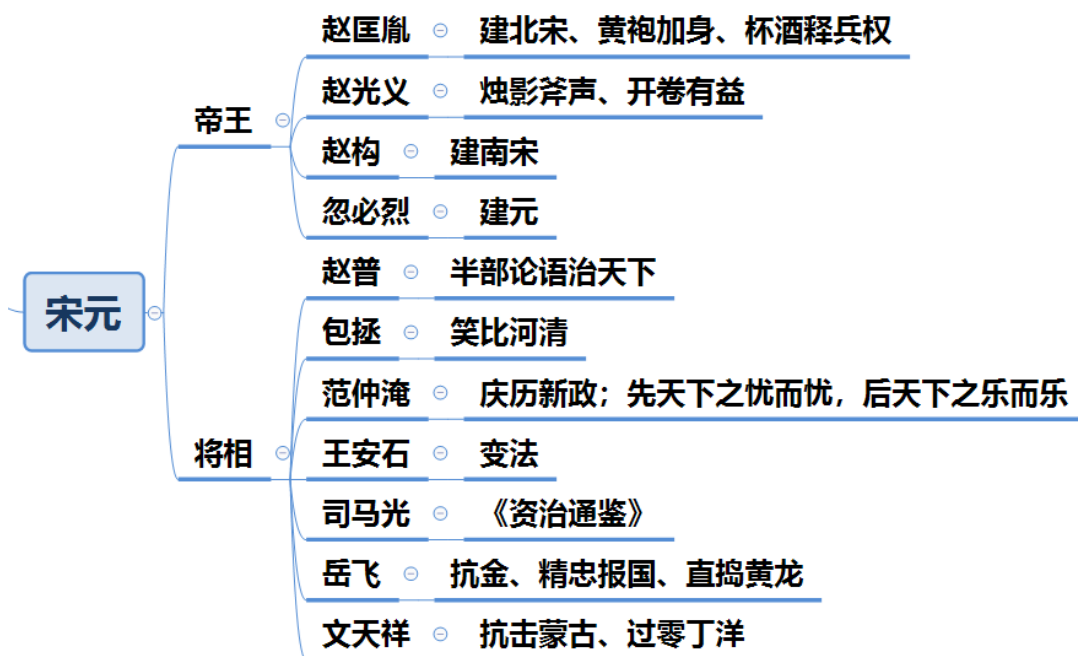 宋元
帝王
赵匡胤 建北宋、黄袍加身、杯酒释兵权
赵光义 烛影斧声、开卷有益
赵构 建南宋
忽必烈 建元
将相
赵普 半部论语治天下
包拯 笑比河清
范仲淹 庆历新政；先天下之忧而忧，后天下之乐而乐
王安石 变法
司马光 《资治通鉴》
岳飞 抗金、精忠报国、直捣黄龙
文天祥 抗击蒙古、过零丁洋